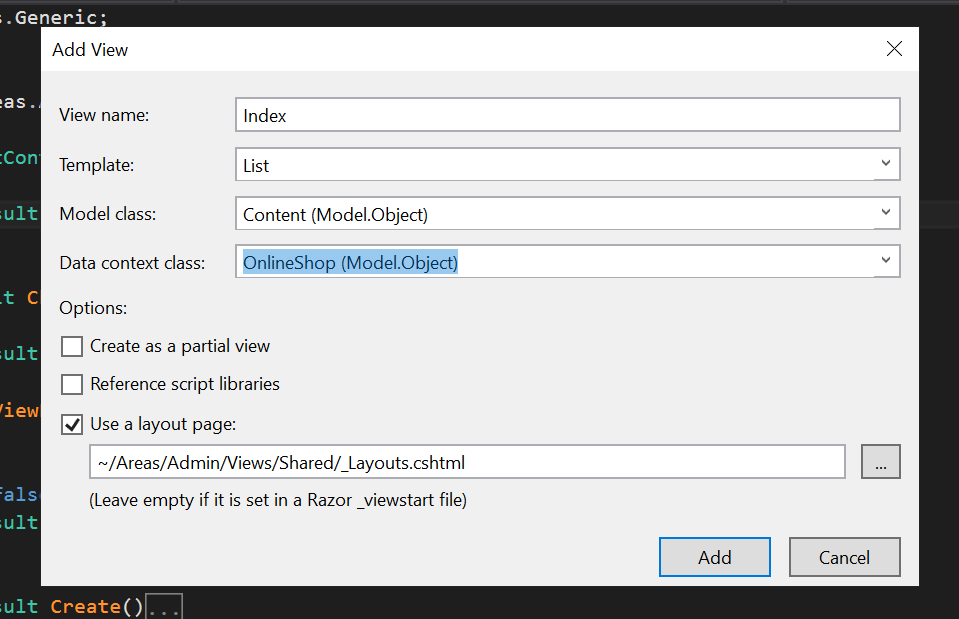 s.Generic;
Add View
eas.
View name: Index
tCont
Template: List
sult
Model class: Content (Model.Object)
Data context class: OnlineShop (Model.Object)
lt C
Options:
sult
Create as a partial view
Reference script libraries
View
Use a layout page:
~/Areas/Admin/Views/Shared/_Layouts.cshtml ...
False
(Leave empty if it is set in a Razor _viewstart file)
sult
Add Cancel
sult Create()...